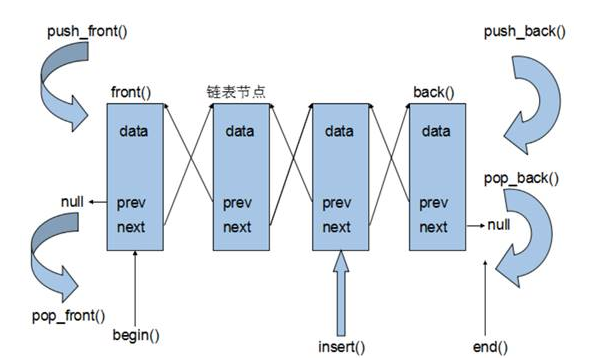 push_front()
push_back()
front()
链表节点
back()
data
data
data
data
pop_back()
null
prev
prev
prev
prev
next
next
next
next
null
pop_front()
begin()
insert()
end()